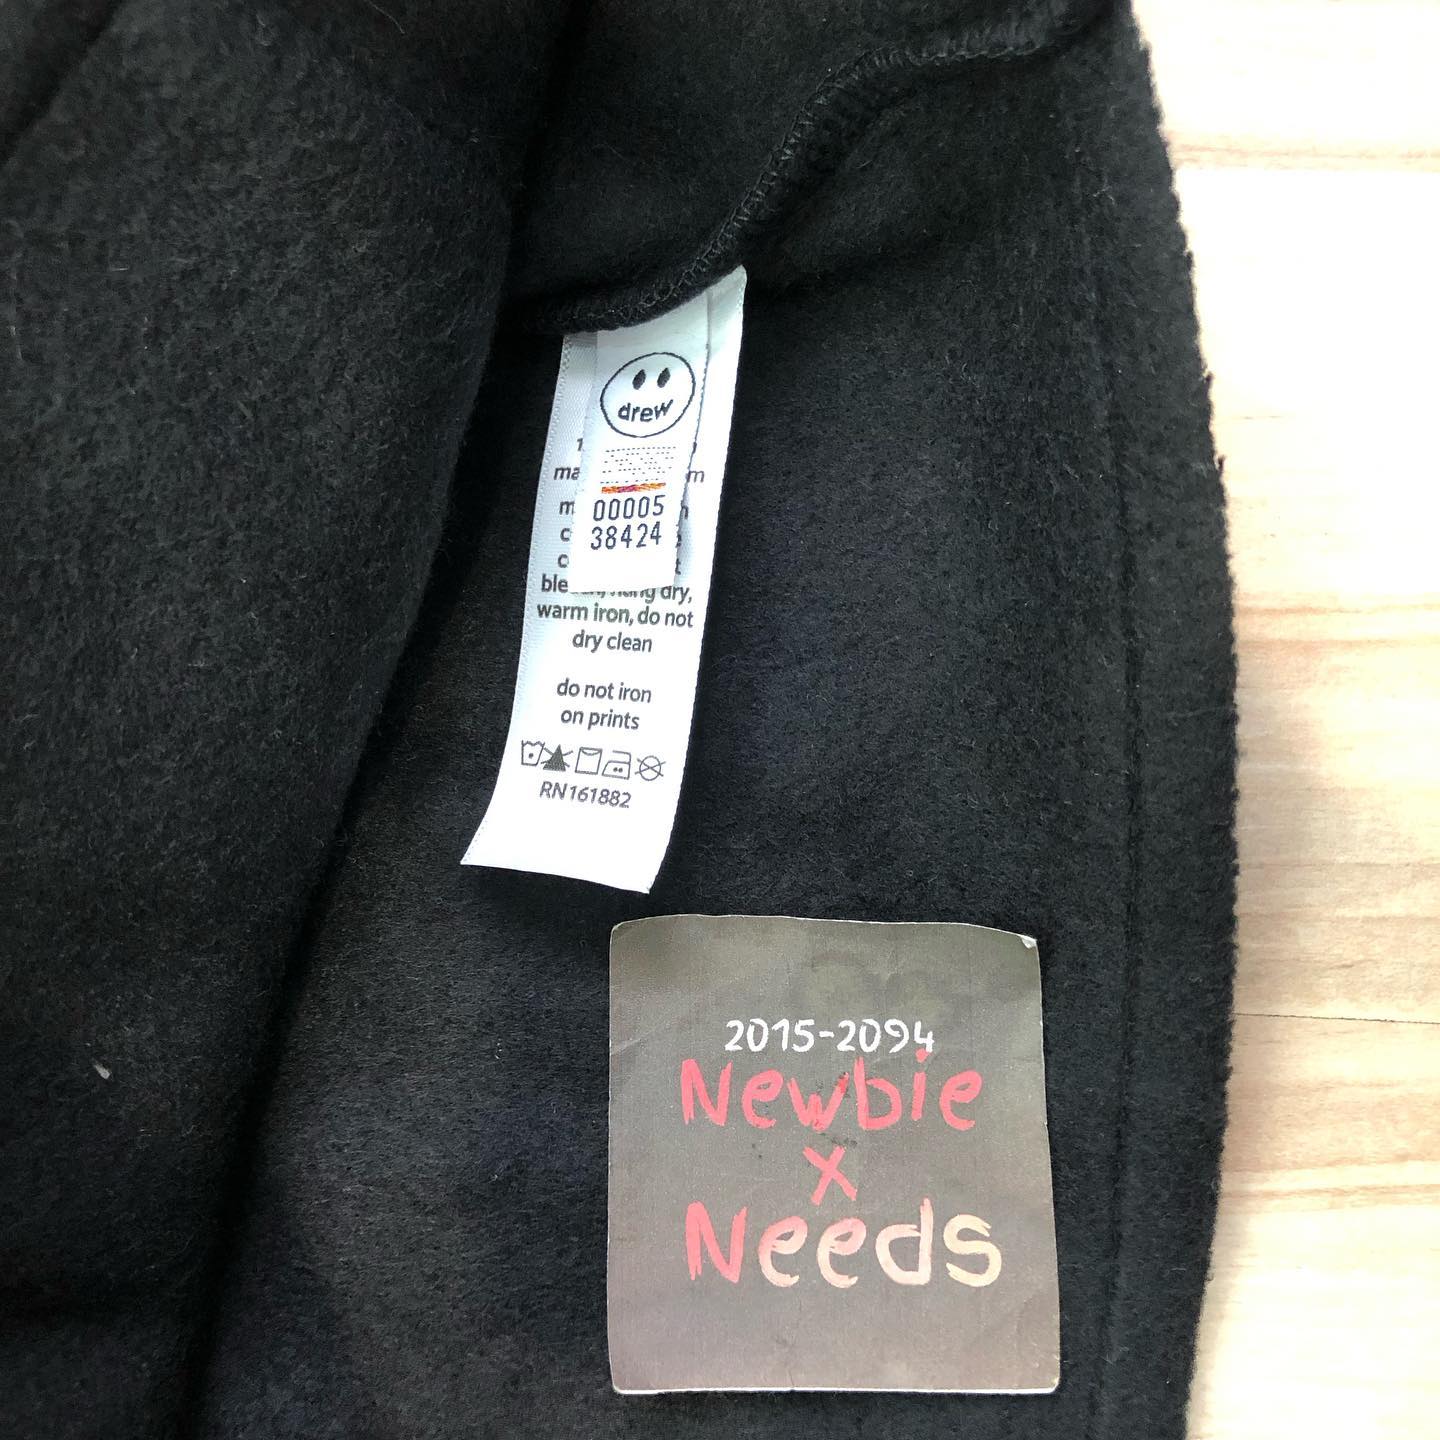 drew
00005
38424
warm iron, do not
dry clean
do not iron
on prints
RN161882
2015-2094
Newbie
x
Needs